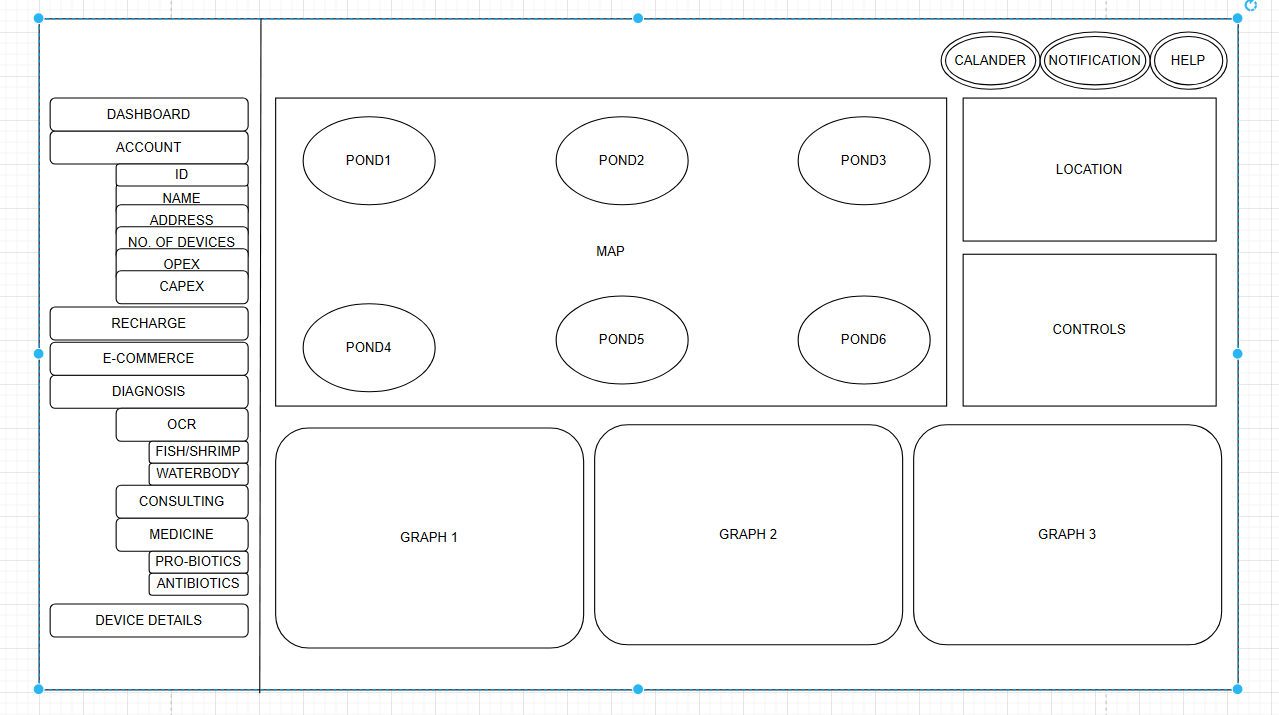 CALANDER
NOTIFICATION
HELP
DASHBOARD
ACCOUNT
ID
NAME
ADDRESS
NO. OF DEVICES
OPEX
CAPEX
RECHARGE
E-COMMERCE
DIAGNOSIS
OCR
FISH/SHRIMP
WATERBODY
CONSULTING
MEDICINE
PRO-BIOTICS
ANTIBIOTICS
DEVICE DETAILS
POND1
POND2
POND3
MAP
POND4
POND5
POND6
LOCATION
CONTROLS
GRAPH 1
GRAPH 2
GRAPH 3